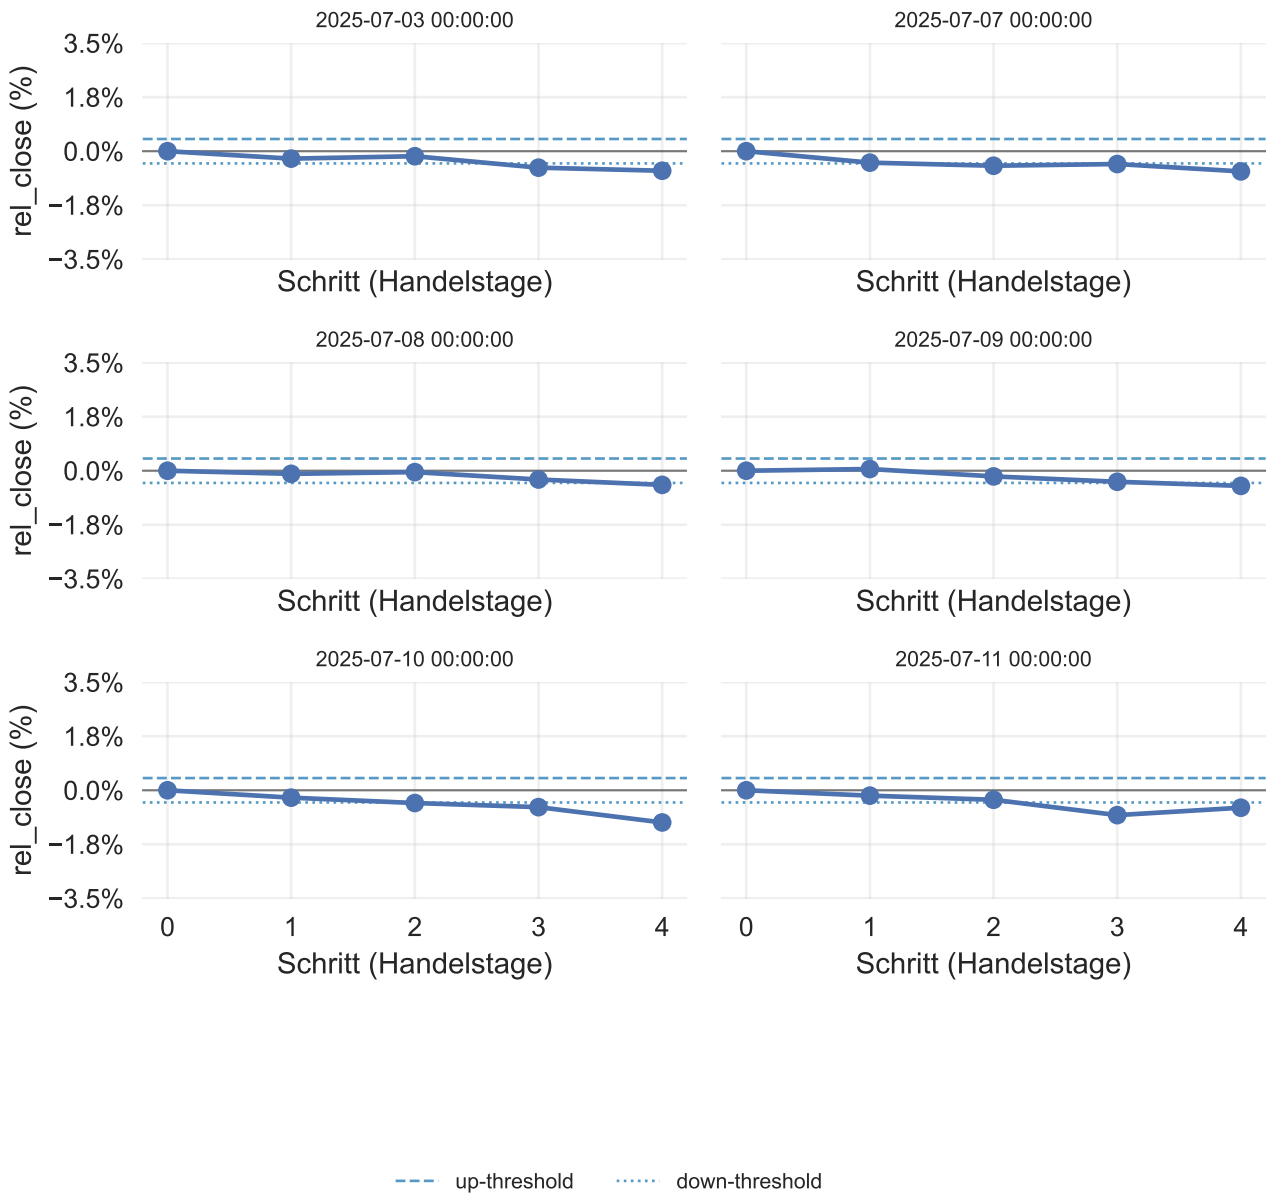 2025-07-03 00:00:00
2025-07-07 00:00:00
3.5%
1.8%
0.0%
−1.8%
−3.5%
rel_close (%)
Schritt (Handelstage)
Schritt (Handelstage)
2025-07-08 00:00:00
2025-07-09 00:00:00
3.5%
1.8%
0.0%
−1.8%
−3.5%
rel_close (%)
Schritt (Handelstage)
Schritt (Handelstage)
2025-07-10 00:00:00
2025-07-11 00:00:00
3.5%
1.8%
0.0%
−1.8%
−3.5%
rel_close (%)
0 1 2 3 4
0 1 2 3 4
Schritt (Handelstage)
Schritt (Handelstage)
up-threshold
down-threshold